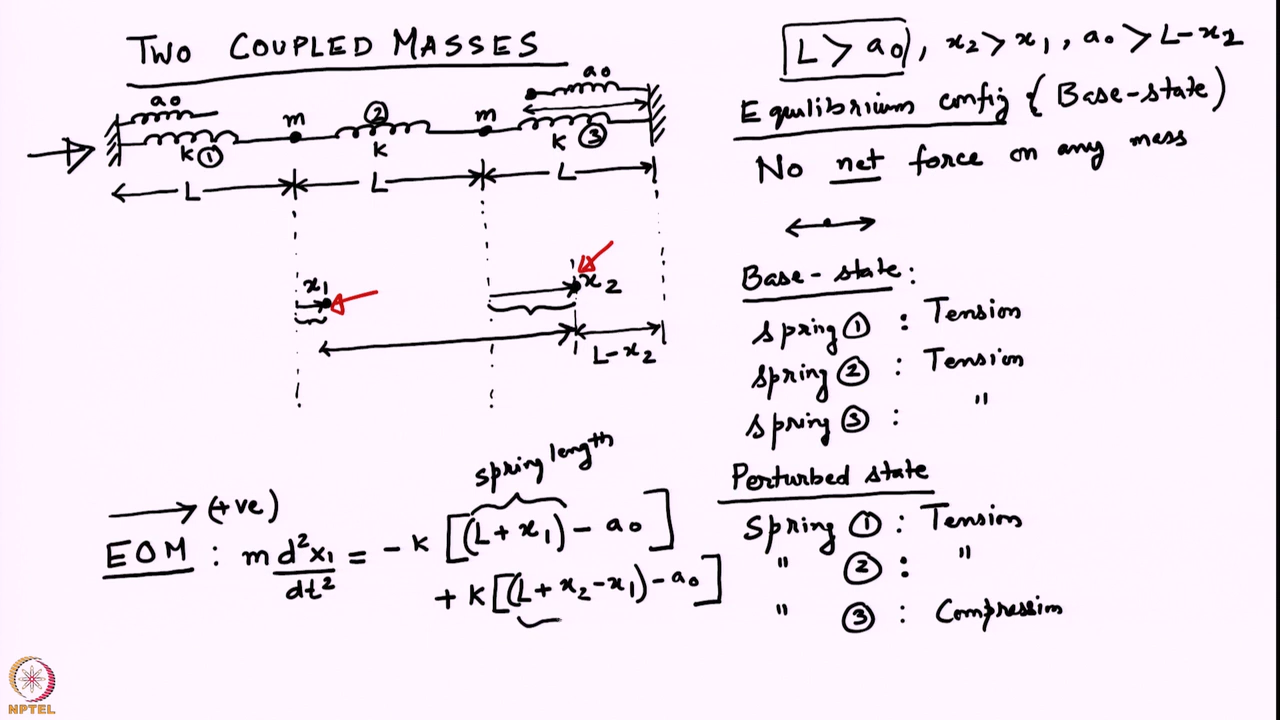 TWO COUPLED MASSES
a₀
a₀
m
②
m
k ①
k
k ③
L
L
L
x₁
x₂
L-x₂
spring length
→ (+ve)
EOM : m d²x₁/dt² = -k [(L+x₁) - a₀]
+ k [(L+x₂-x₁) - a₀]
L > a₀, x₂ > x₁, a₀ > L-x₂
Equilibrium config { Base-state)
No net force on any mass
Base-state:
spring ① : Tension
spring ② : Tension
spring ③ : "
Perturbed state
Spring ① : Tension
" ② : "
" ③ : Compression
NPTEL